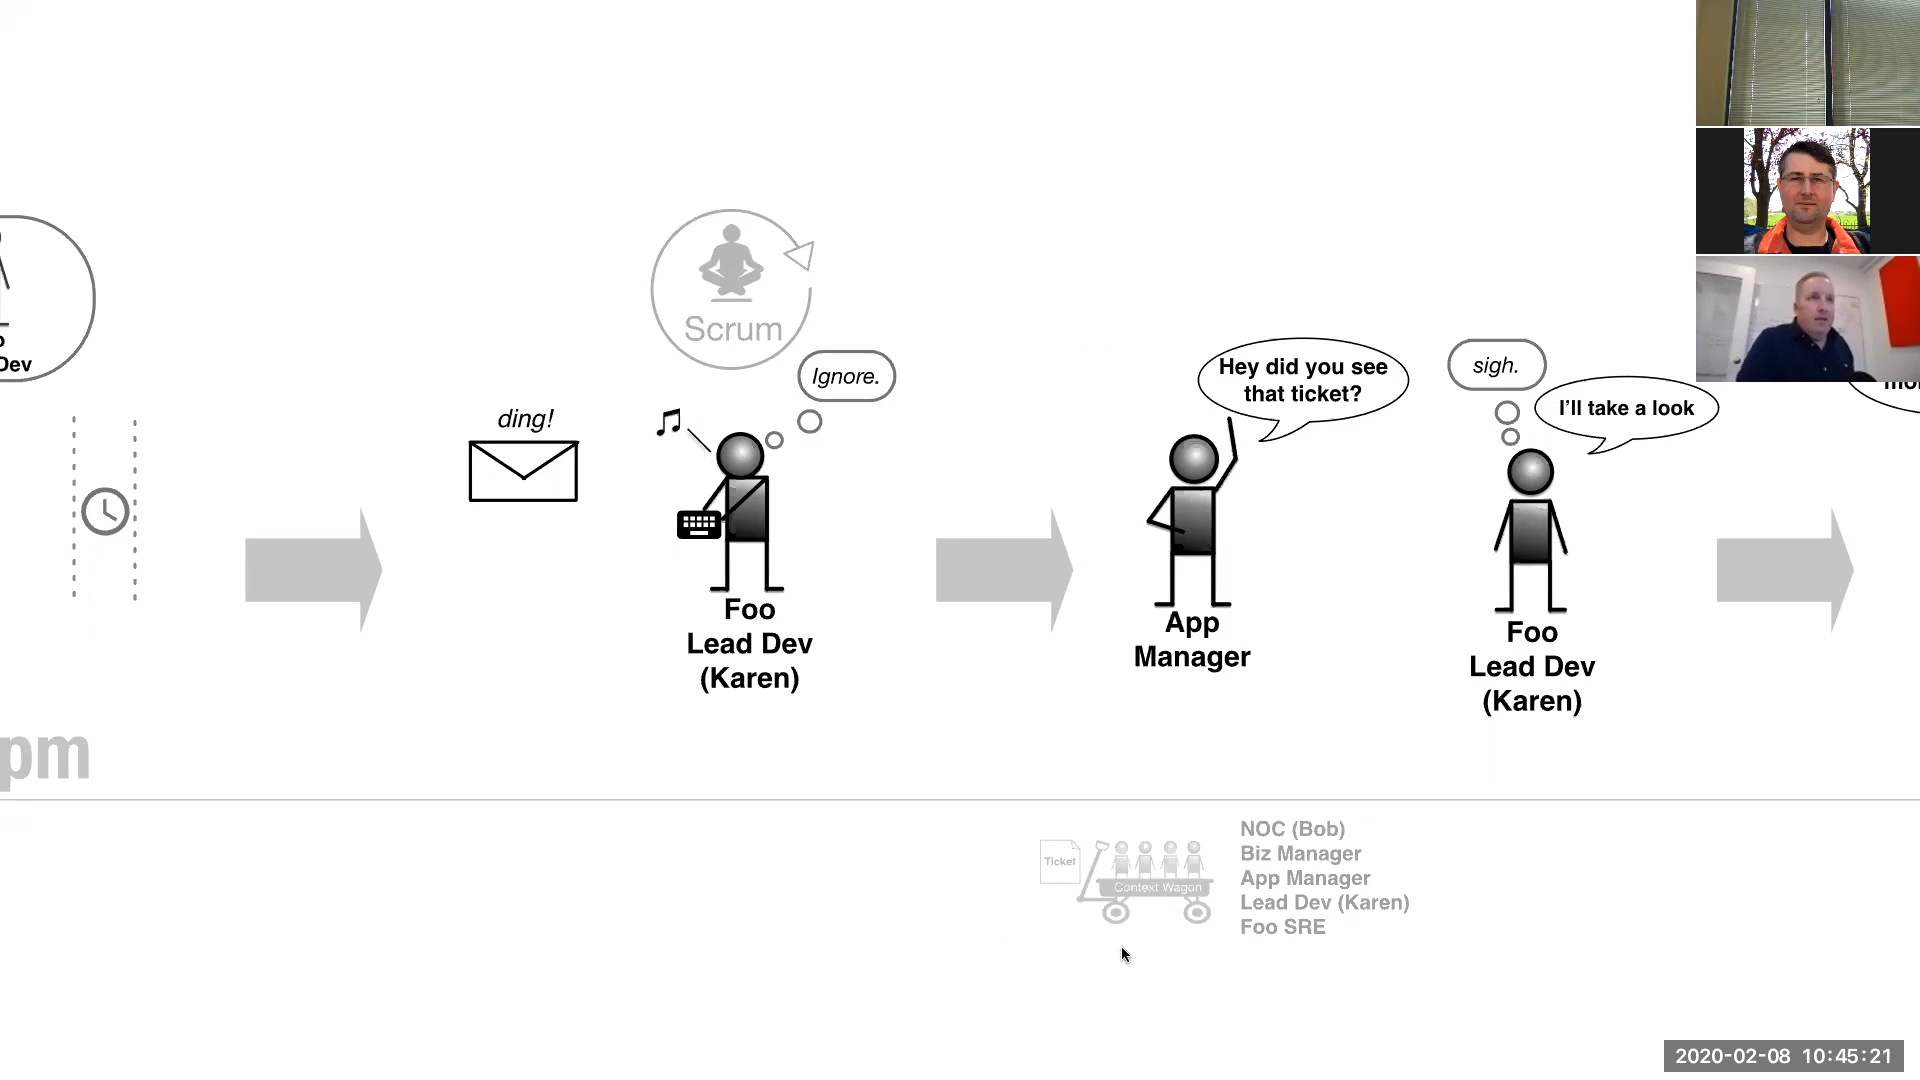 Dev
pm
Scrum
Ignore.
ding!
Foo
Lead Dev
(Karen)
Hey did you see
that ticket?
App
Manager
sigh.
I'll take a look
Foo
Lead Dev
(Karen)
Ticket
Context Wagon
NOC (Bob)
Biz Manager
App Manager
Lead Dev (Karen)
Foo SRE
2020-02-08 10:45:21